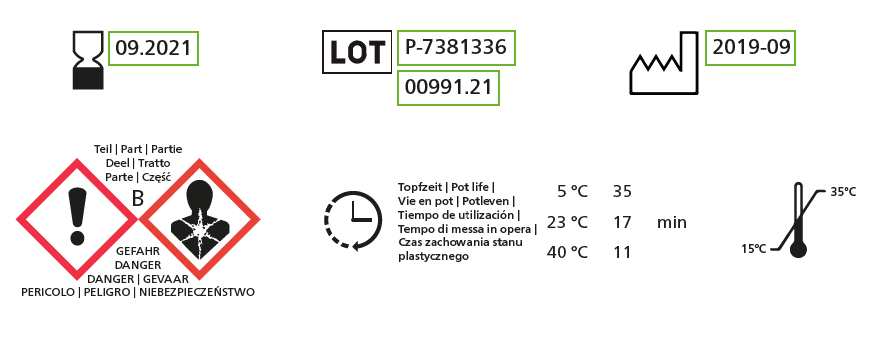 09.2021
LOT
P-7381336
00991.21
2019-09
Teil | Part | Partie
Deel | Tratto
Parte | Część
B
GEFAHR
DANGER
DANGER | GEVAAR
PERICOLO | PELIGRO | NIEBEZPIECZEŃSTWO
Topfzeit | Pot life |
Vie en pot | Potleven |
Tiempo de utilización |
Tempo di messa in opera |
Czas zachowania stanu
plastycznego
5 °C 35
23 °C 17 min
40 °C 11
35°C
15°C